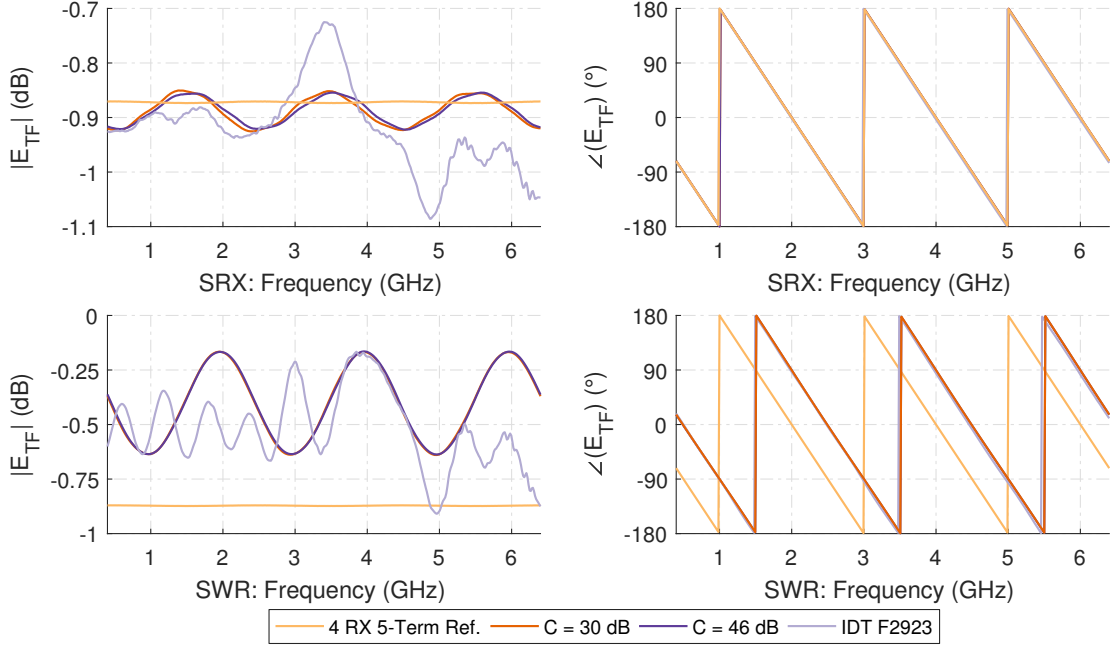 -0.7
-0.8
-0.9
-1
-1.1
|E_TF| (dB)
1 2 3 4 5 6
SRX: Frequency (GHz)
180
90
0
-90
-180
∠(E_TF) (°)
1 2 3 4 5 6
SRX: Frequency (GHz)
0
-0.25
-0.5
-0.75
-1
|E_TF| (dB)
1 2 3 4 5 6
SWR: Frequency (GHz)
180
90
0
-90
-180
∠(E_TF) (°)
1 2 3 4 5 6
SWR: Frequency (GHz)
4 RX 5-Term Ref. C = 30 dB C = 46 dB IDT F2923